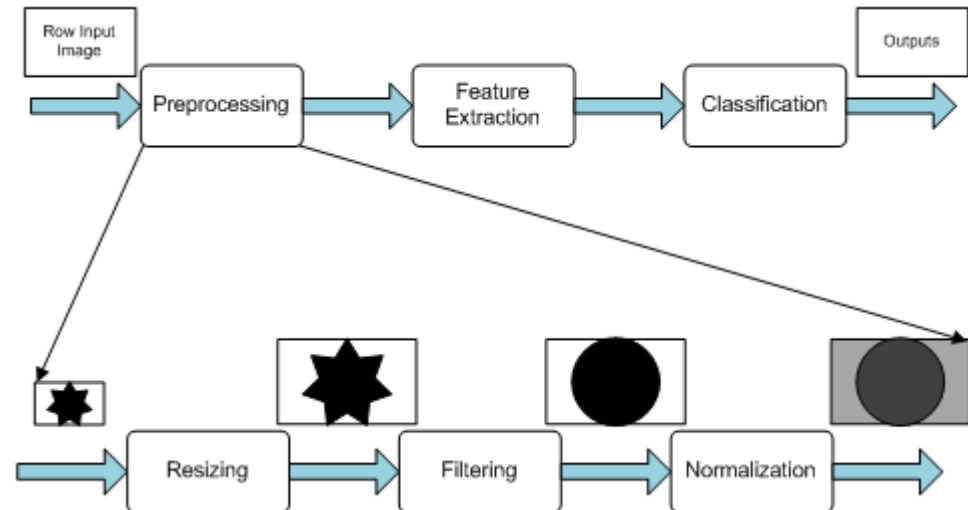 Row Input
Image
Outputs
Preprocessing
Feature
Extraction
Classification
Resizing
Filtering
Normalization